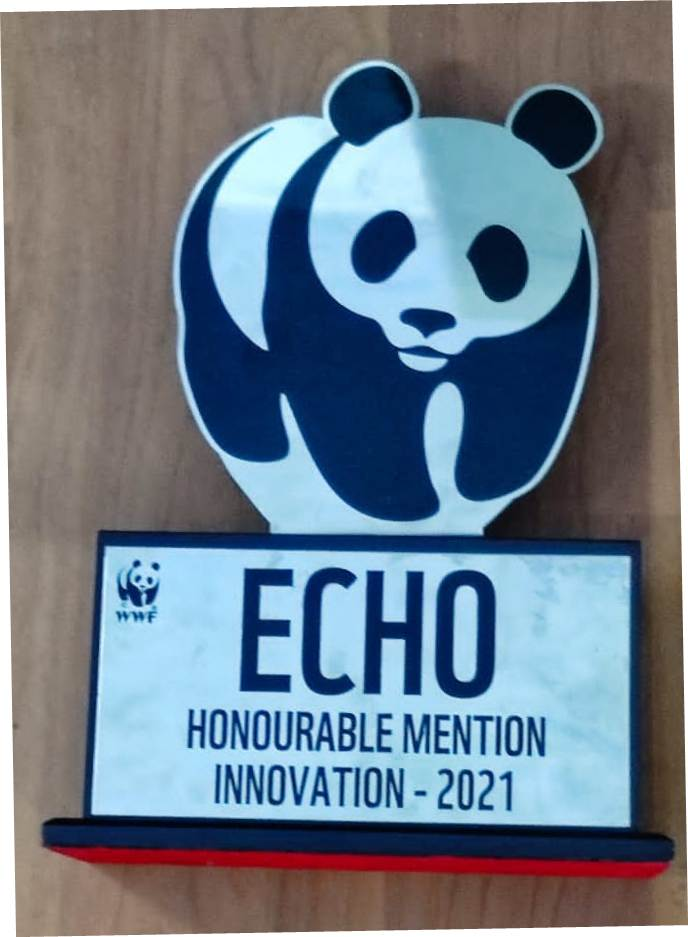 WWF
ECHO
HONOURABLE MENTION
INNOVATION - 2021